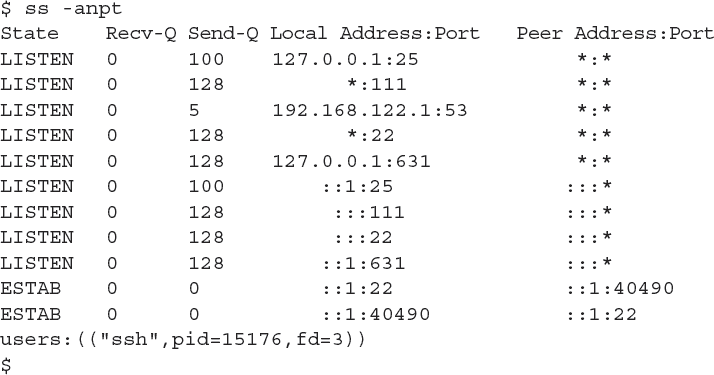 $ ss -anpt
State Recv-Q Send-Q Local Address:Port Peer Address:Port
LISTEN 0 100 127.0.0.1:25 *:*
LISTEN 0 128 *:111 *:*
LISTEN 0 5 192.168.122.1:53 *:*
LISTEN 0 128 *:22 *:*
LISTEN 0 128 127.0.0.1:631 *:*
LISTEN 0 100 ::1:25 :::*
LISTEN 0 128 :::111 :::*
LISTEN 0 128 :::22 :::*
LISTEN 0 128 ::1:631 :::*
ESTAB 0 0 ::1:22 ::1:40490
ESTAB 0 0 ::1:40490 ::1:22
users:(("ssh",pid=15176,fd=3))
$